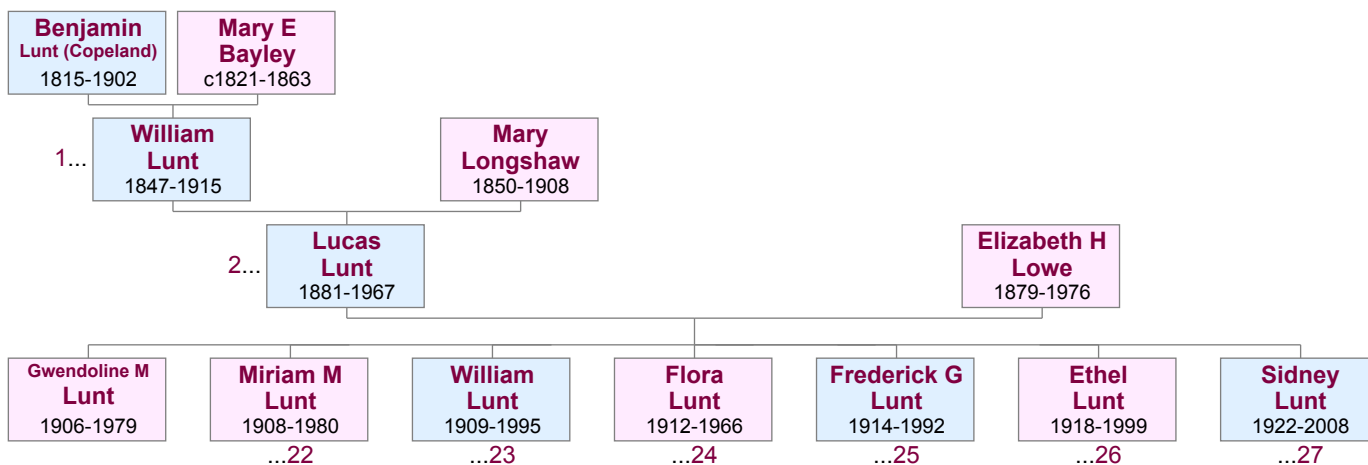 Benjamin
Lunt (Copeland)
1815-1902
Mary E
Bayley
c1821-1863
1...
William
Lunt
1847-1915
Mary
Longshaw
1850-1908
2...
Lucas
Lunt
1881-1967
Elizabeth H
Lowe
1879-1976
Gwendoline M
Lunt
1906-1979
Miriam M
Lunt
1908-1980
...22
William
Lunt
1909-1995
...23
Flora
Lunt
1912-1966
...24
Frederick G
Lunt
1914-1992
...25
Ethel
Lunt
1918-1999
...26
Sidney
Lunt
1922-2008
...27